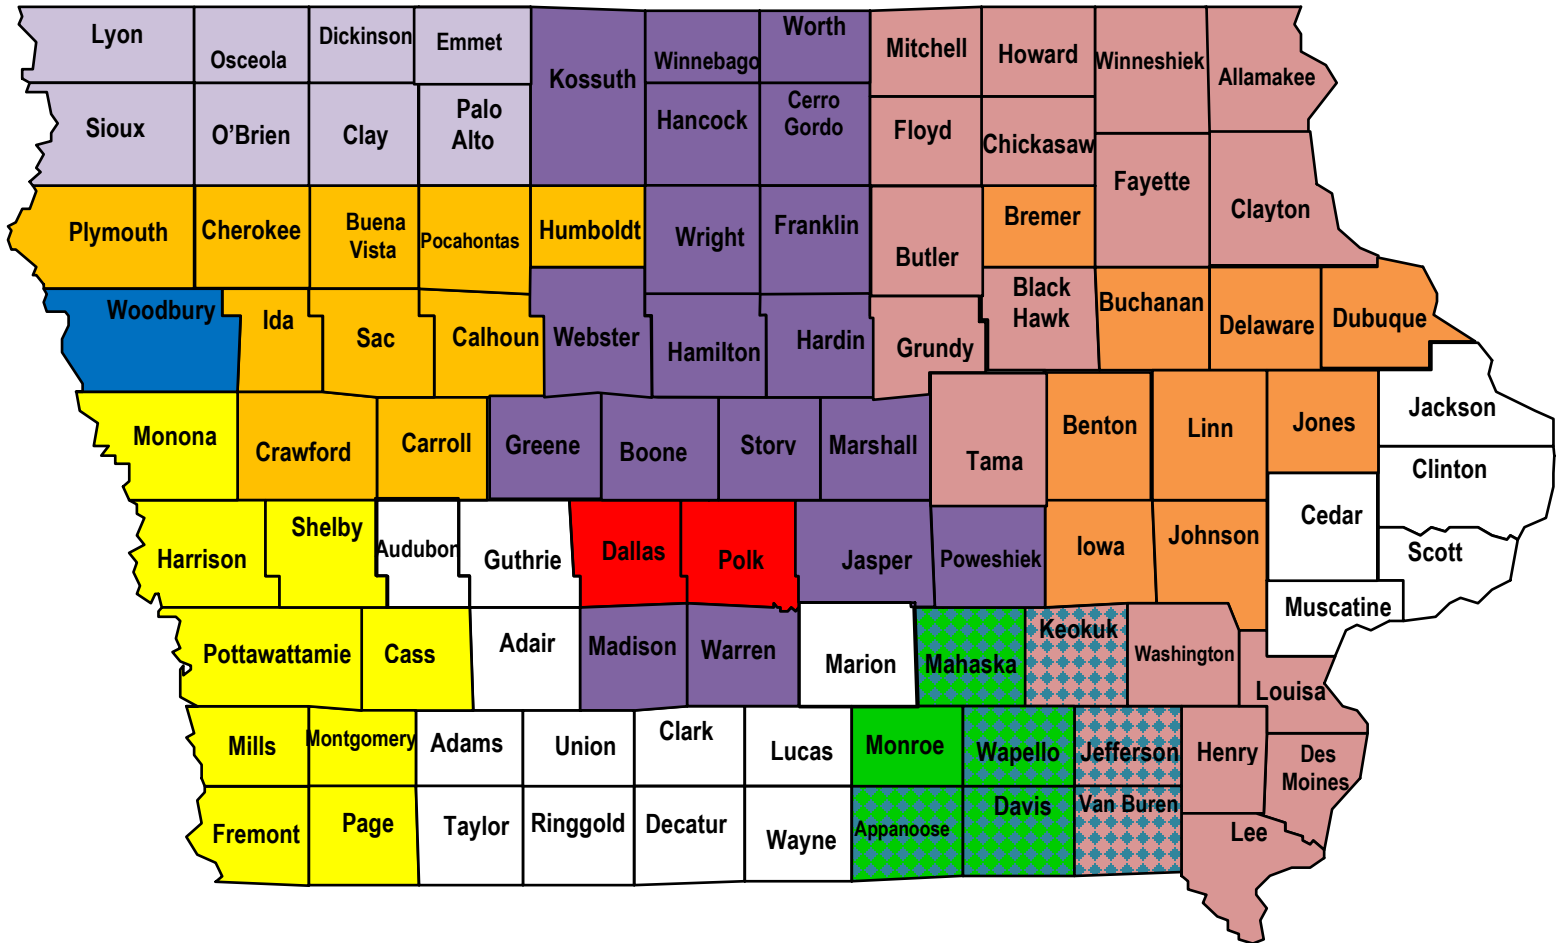 Lyon
Osceola
Dickinson
Emmet
Kossuth
Winnebago
Worth
Mitchell
Howard
Winneshiek
Allamakee
Sioux
O’Brien
Clay
Palo
Alto
Hancock
Cerro
Gordo
Floyd
Chickasaw
Fayette
Clayton
Plymouth
Cherokee
Buena
Vista
Pocahontas
Humboldt
Wright
Franklin
Butler
Bremer
Woodbury
Ida
Sac
Calhoun
Webster
Hamilton
Hardin
Grundy
Black
Hawk
Buchanan
Delaware
Dubuque
Monona
Crawford
Carroll
Greene
Boone
Storv
Marshall
Tama
Benton
Linn
Jones
Jackson
Clinton
Harrison
Shelby
Audubon
Guthrie
Dallas
Polk
Jasper
Poweshiek
Iowa
Johnson
Cedar
Scott
Muscatine
Pottawattamie
Cass
Adair
Madison
Warren
Marion
Mahaska
Keokuk
Washington
Louisa
Mills
Montgomery
Adams
Union
Clark
Lucas
Monroe
Wapello
Jefferson
Henry
Des
Moines
Fremont
Page
Taylor
Ringgold
Decatur
Wayne
Appanoose
Davis
Van Buren
Lee